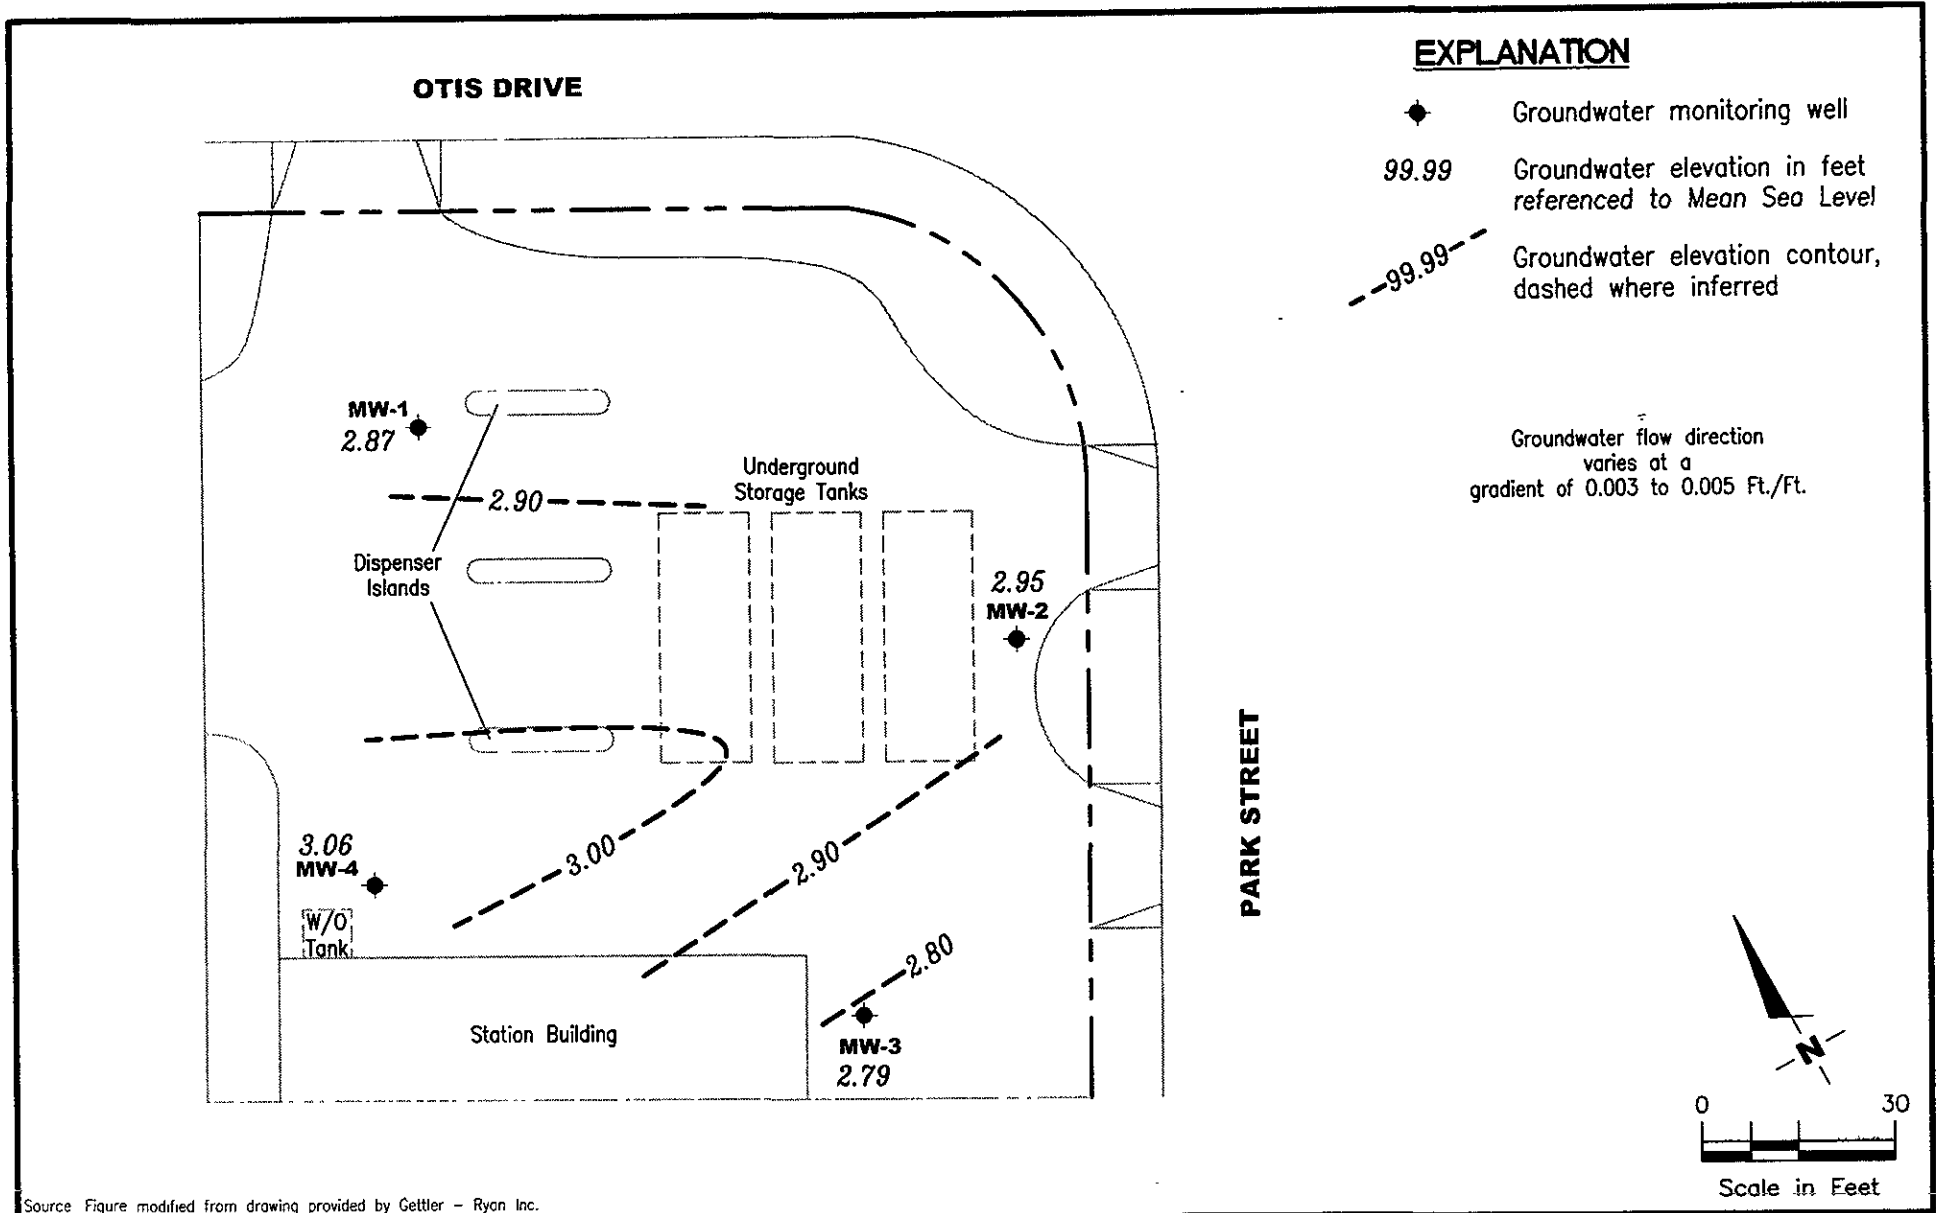 OTIS DRIVE
EXPLANATION
Groundwater monitoring well
99.99
Groundwater elevation in feet
referenced to Mean Sea Level
99.99
Groundwater elevation contour,
dashed where inferred
MW-1
2.87
Underground
Storage Tanks
2.90
Groundwater flow direction
varies at a
gradient of 0.003 to 0.005 Ft./Ft.
Dispenser
Islands
2.95
MW-2
PARK STREET
3.06
MW-4
3.00
2.90
W/O
Tank
2.80
Station Building
MW-3
2.79
N
0 30
Scale in Feet
Source Figure modified from drawing provided by Gettler - Ryan Inc.